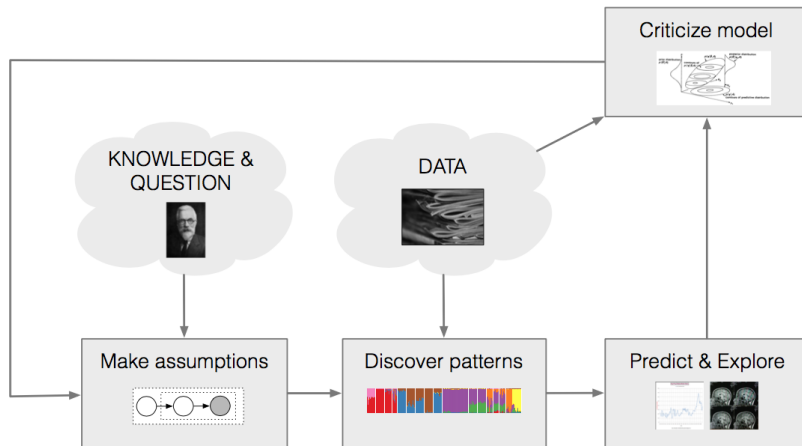 Criticize model
KNOWLEDGE &
QUESTION
DATA
Make assumptions
Discover patterns
Predict & Explore